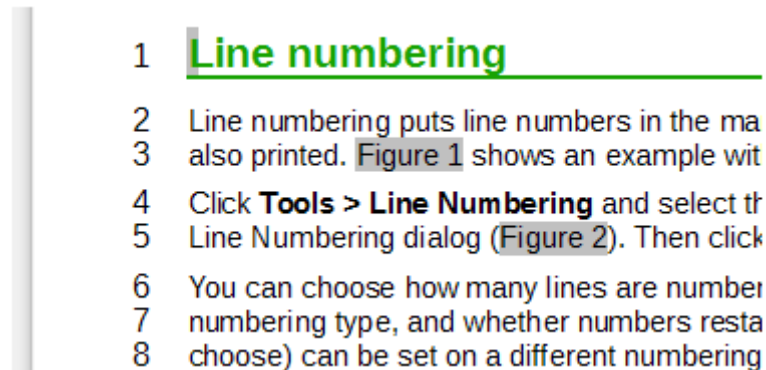 1 Line numbering
2 Line numbering puts line numbers in the ma
3 also printed. Figure 1 shows an example wit
4 Click Tools > Line Numbering and select th
5 Line Numbering dialog (Figure 2). Then click
6 You can choose how many lines are number
7 numbering type, and whether numbers resta
8 choose) can be set on a different numbering